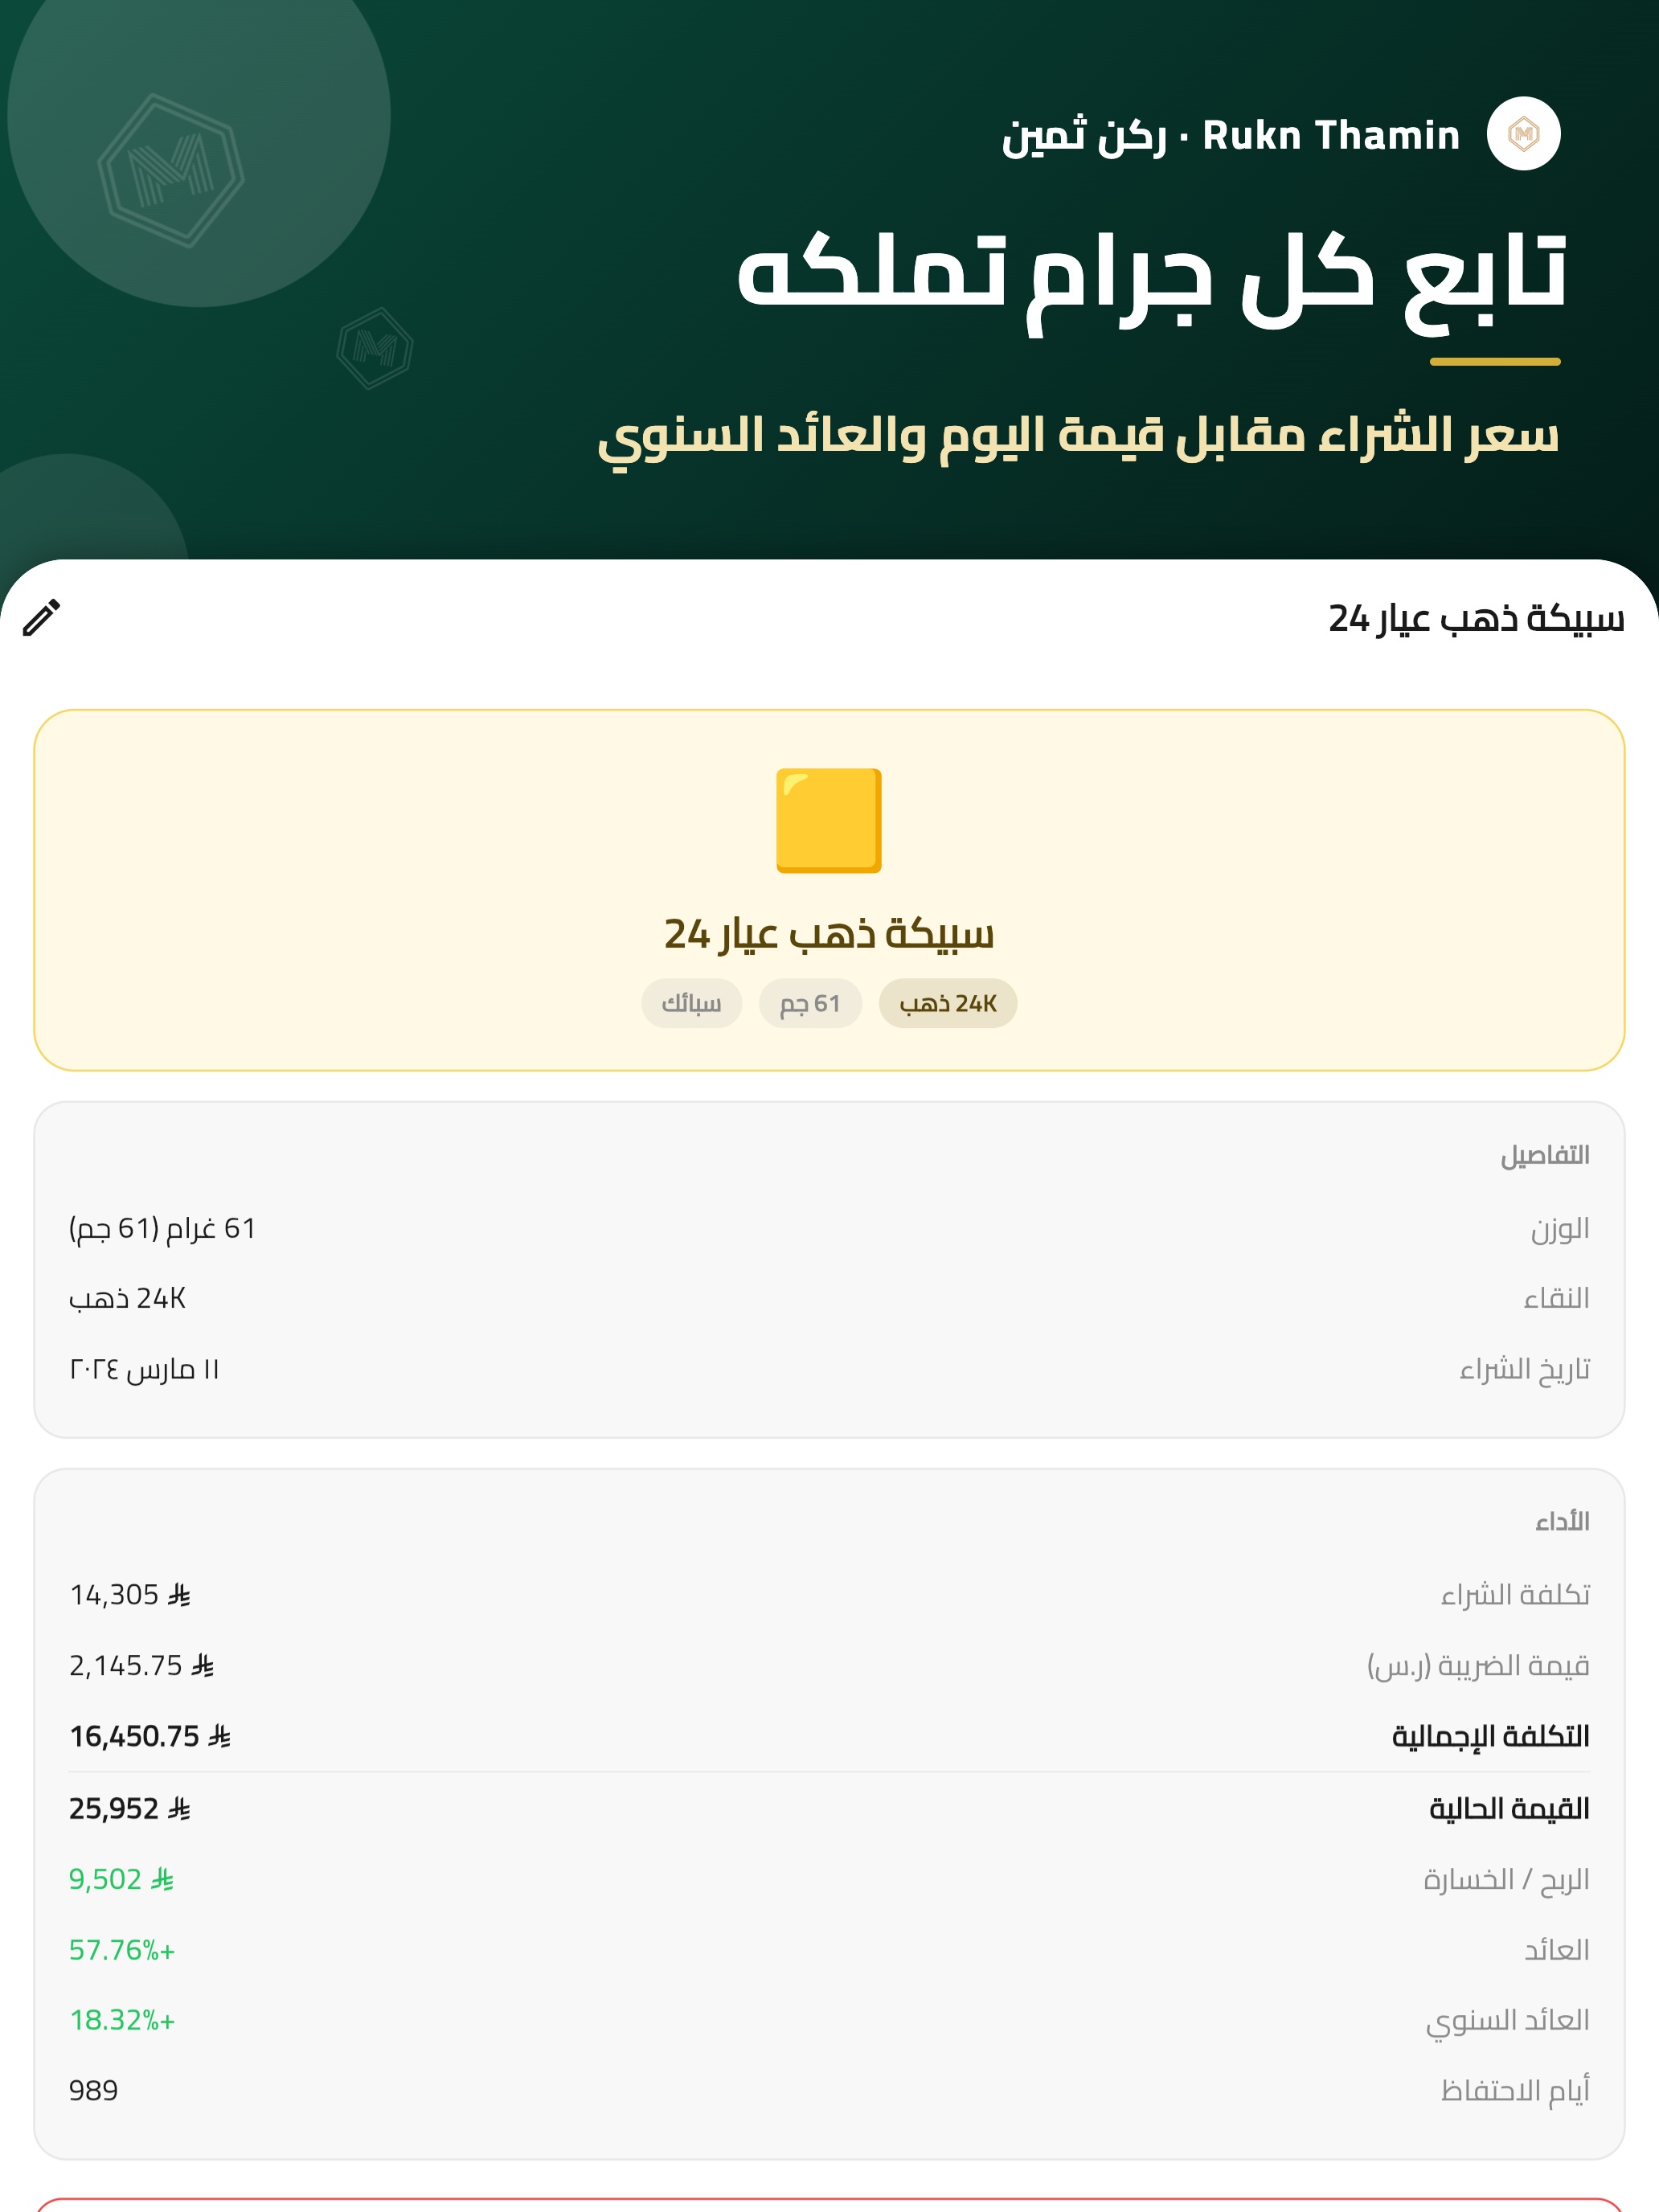 Rukn Thamin · ركن ثمين
تابع كل جرام تملكه
سعر الشراء مقابل قيمة اليوم والعائد السنوي
سبيكة ذهب عيار 24
سبيكة ذهب عيار 24
24K ذهب
61 جم
سبائك
التفاصيل
الوزن 61 غرام (61 جم)
النقاء 24K ذهب
تاريخ الشراء ١١ مارس ٢٠٢٤
الأداء
تكلفة الشراء 14,305 ⃁
قيمة الضريبة (ر.س) 2,145.75 ⃁
التكلفة الإجمالية 16,450.75 ⃁
القيمة الحالية 25,952 ⃁
الربح / الخسارة 9,502 ⃁
العائد 57.76%+
العائد السنوي 18.32%+
أيام الاحتفاظ 989